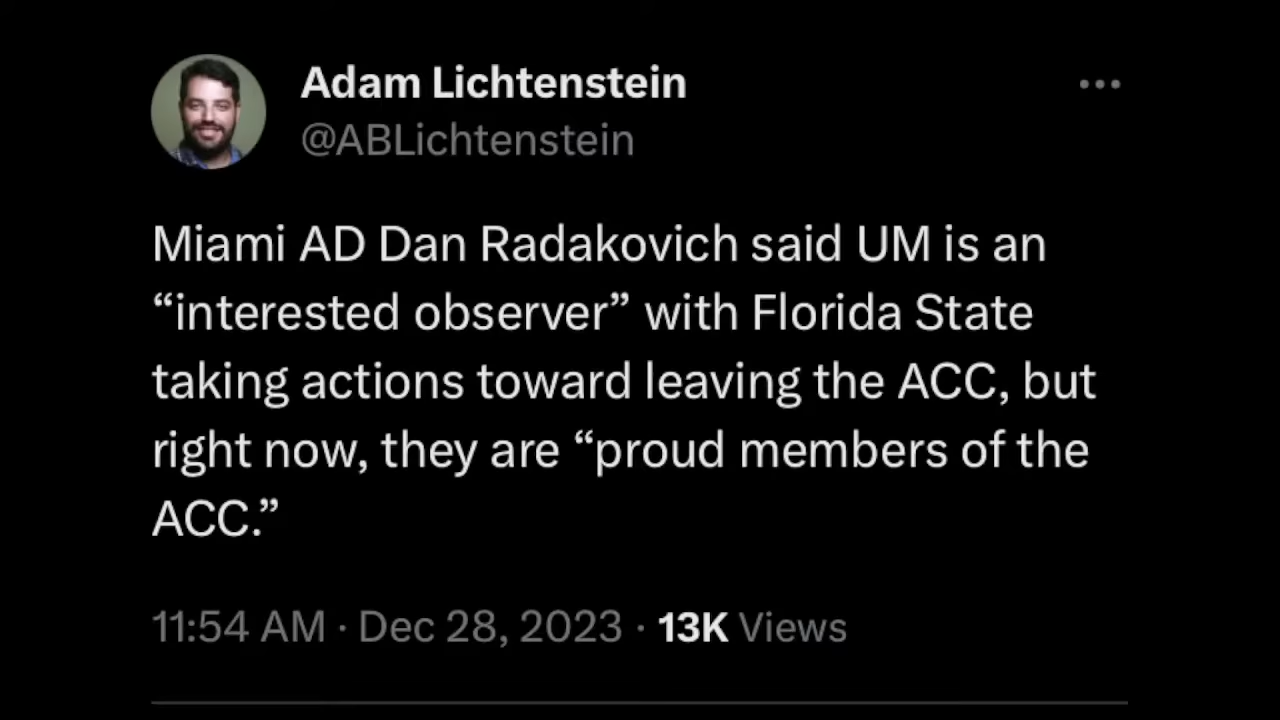 Adam Lichtenstein
@ABLichtenstein
Miami AD Dan Radakovich said UM is an
“interested observer” with Florida State
taking actions toward leaving the ACC, but
right now, they are “proud members of the
ACC.”
11:54 AM · Dec 28, 2023 · 13K Views